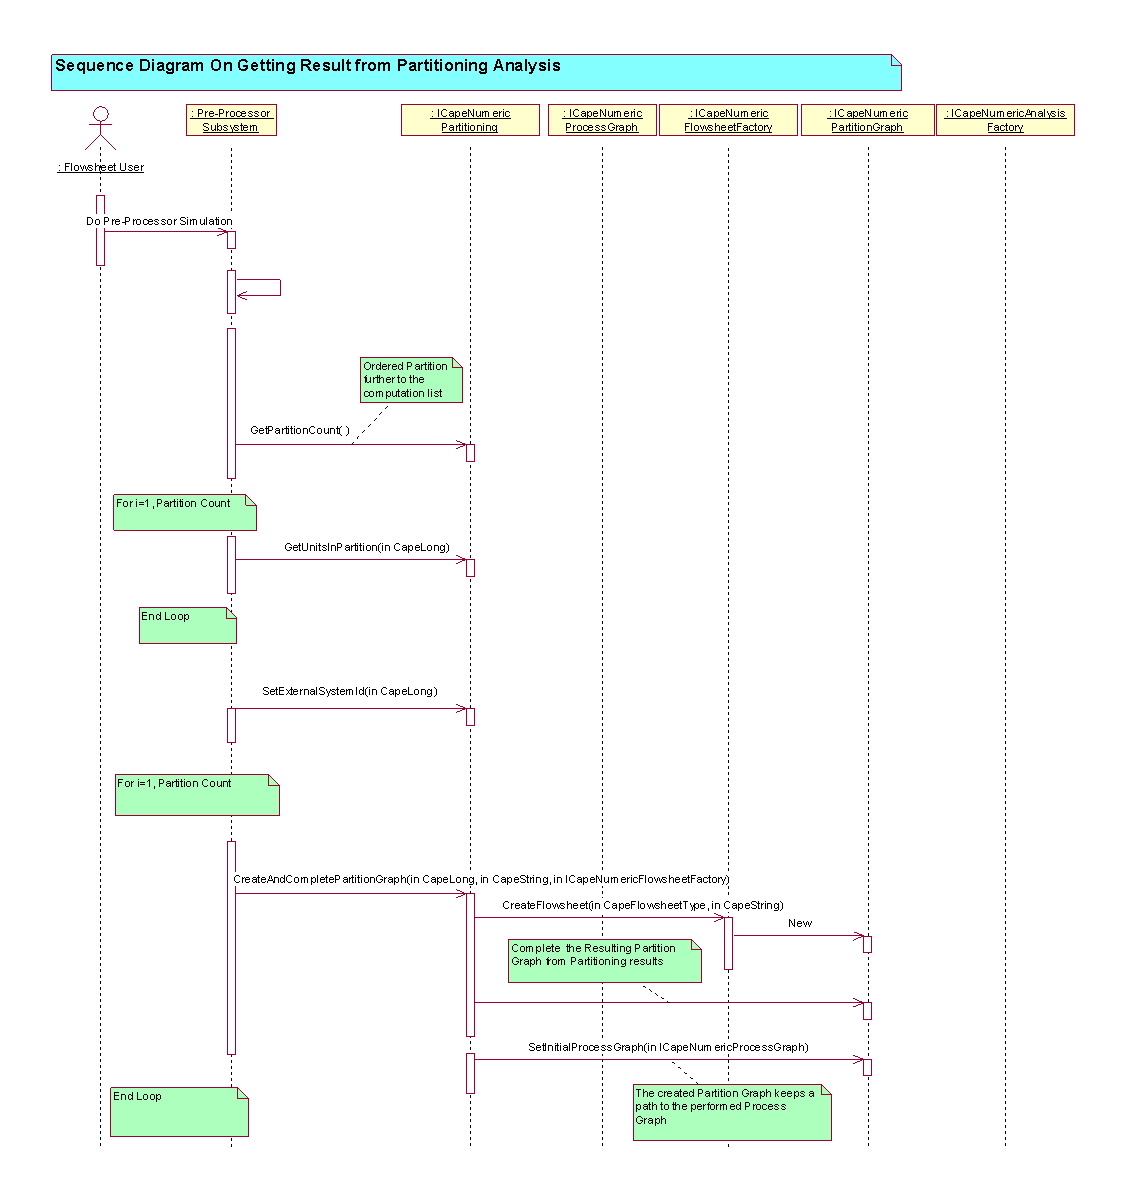 Sequence Diagram On Getting Result from Partitioning Analysis
: Flowsheet User
: Pre-Processor
Subsystem
: ICapeNumeric
Partitioning
: ICapeNumeric
ProcessGraph
: ICapeNumeric
FlowsheetFactory
: ICapeNumeric
PartitionGraph
: ICapeNumericAnalysis
Factory
Do Pre-Processor Simulation
Ordered Partition
further to the
computation list
GetPartitionCount( )
For i=1, Partition Count
GetUnitsInPartition(in CapeLong)
End Loop
SetExternalSystemId(in CapeLong)
For i=1, Partition Count
CreateAndCompletePartitionGraph(in CapeLong, in CapeString, in ICapeNumericFlowsheetFactory)
CreateFlowsheet(in CapeFlowsheetType, in CapeString)
New
Complete the Resulting Partition
Graph from Partitioning results
SetInitialProcessGraph(in ICapeNumericProcessGraph)
The created Partition Graph keeps a
path to the performed Process
Graph
End Loop